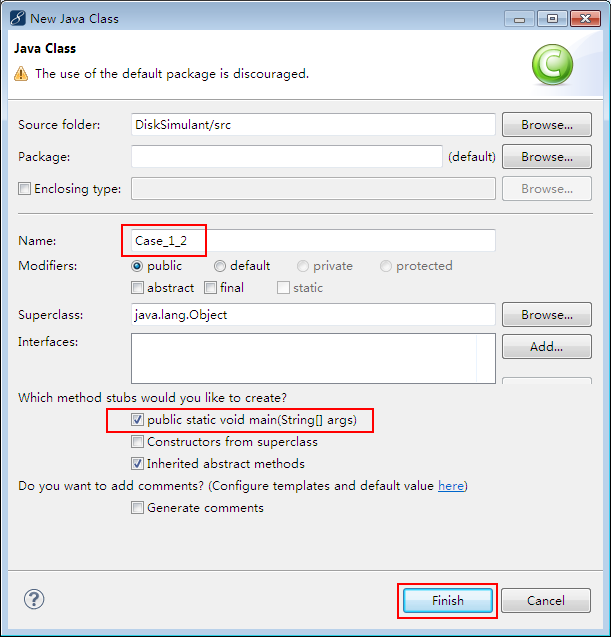 New Java Class
Java Class
The use of the default package is discouraged.
Source folder: DiskSimulant/src Browse...
Package: (default) Browse...
Enclosing type: Browse...
Name: Case_1_2
Modifiers: public default private protected
abstract final static
Superclass: java.lang.Object Browse...
Interfaces: Add...
Which method stubs would you like to create?
public static void main(String[] args)
Constructors from superclass
Inherited abstract methods
Do you want to add comments? (Configure templates and default value here)
Generate comments
? Finish Cancel